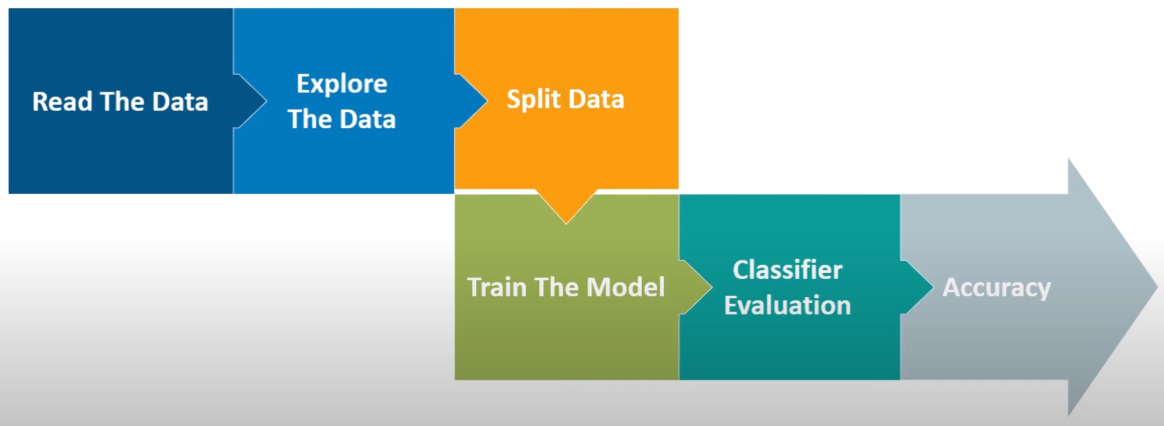 Read The Data
Explore
The Data
Split Data
Train The Model
Classifier
Evaluation
Accuracy